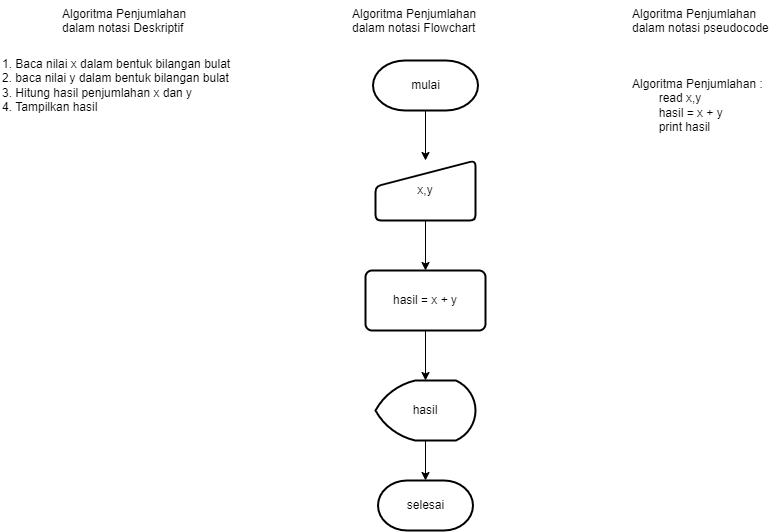 Algoritma Penjumlahan
dalam notasi Deskriptif
1. Baca nilai x dalam bentuk bilangan bulat
2. baca nilai y dalam bentuk bilangan bulat
3. Hitung hasil penjumlahan x dan y
4. Tampilkan hasil
Algoritma Penjumlahan
dalam notasi Flowchart
mulai
x,y
hasil = x + y
hasil
selesai
Algoritma Penjumlahan
dalam notasi pseudocode
Algoritma Penjumlahan :
read x,y
hasil = x + y
print hasil